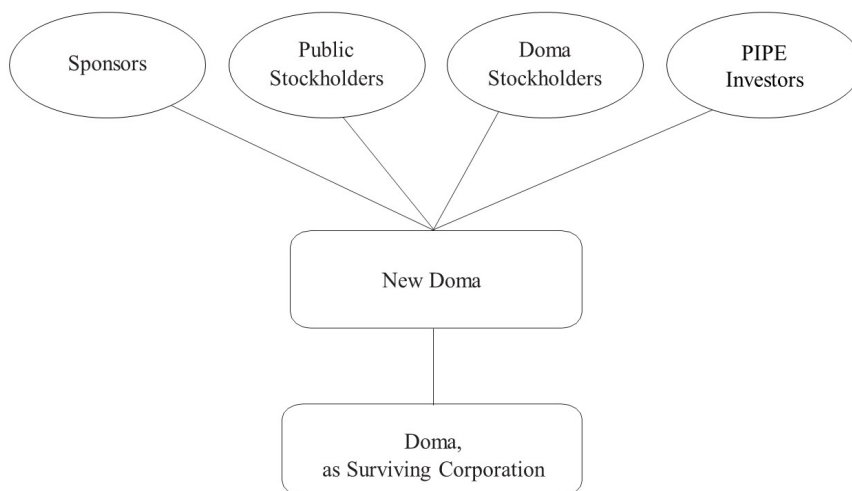 Sponsors
Public
Stockholders
Doma
Stockholders
PIPE
Investors
New Doma
Doma,
as Surviving Corporation